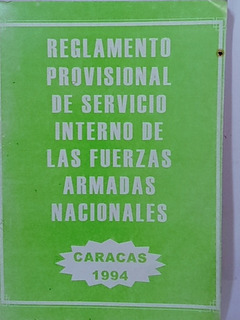 REGLAMENTO
PROVISIONAL
DE SERVICIO
INTERNO DE
LAS FUERZAS
ARMADAS
NACIONALES
CARACAS
1994